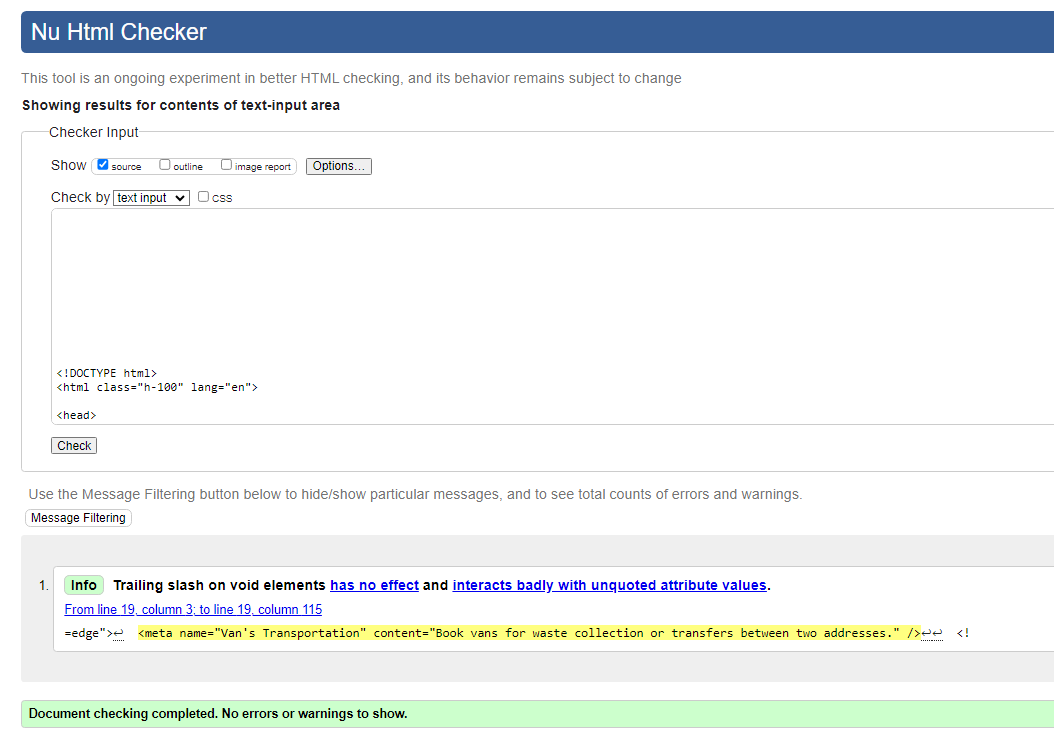 Nu Html Checker
This tool is an ongoing experiment in better HTML checking, and its behavior remains subject to change
Showing results for contents of text-input area
Checker Input
Show source outline image report Options...
Check by text input CSS
<!DOCTYPE html>
<html class="h-100" lang="en">
<head>
Check
Use the Message Filtering button below to hide/show particular messages, and to see total counts of errors and warnings.
Message Filtering
1. Info Trailing slash on void elements has no effect and interacts badly with unquoted attribute values.
From line 19, column 3; to line 19, column 115
=edge">↩ <meta name="Van's Transportation" content="Book vans for waste collection or transfers between two addresses." />↩↩ <!
Document checking completed. No errors or warnings to show.